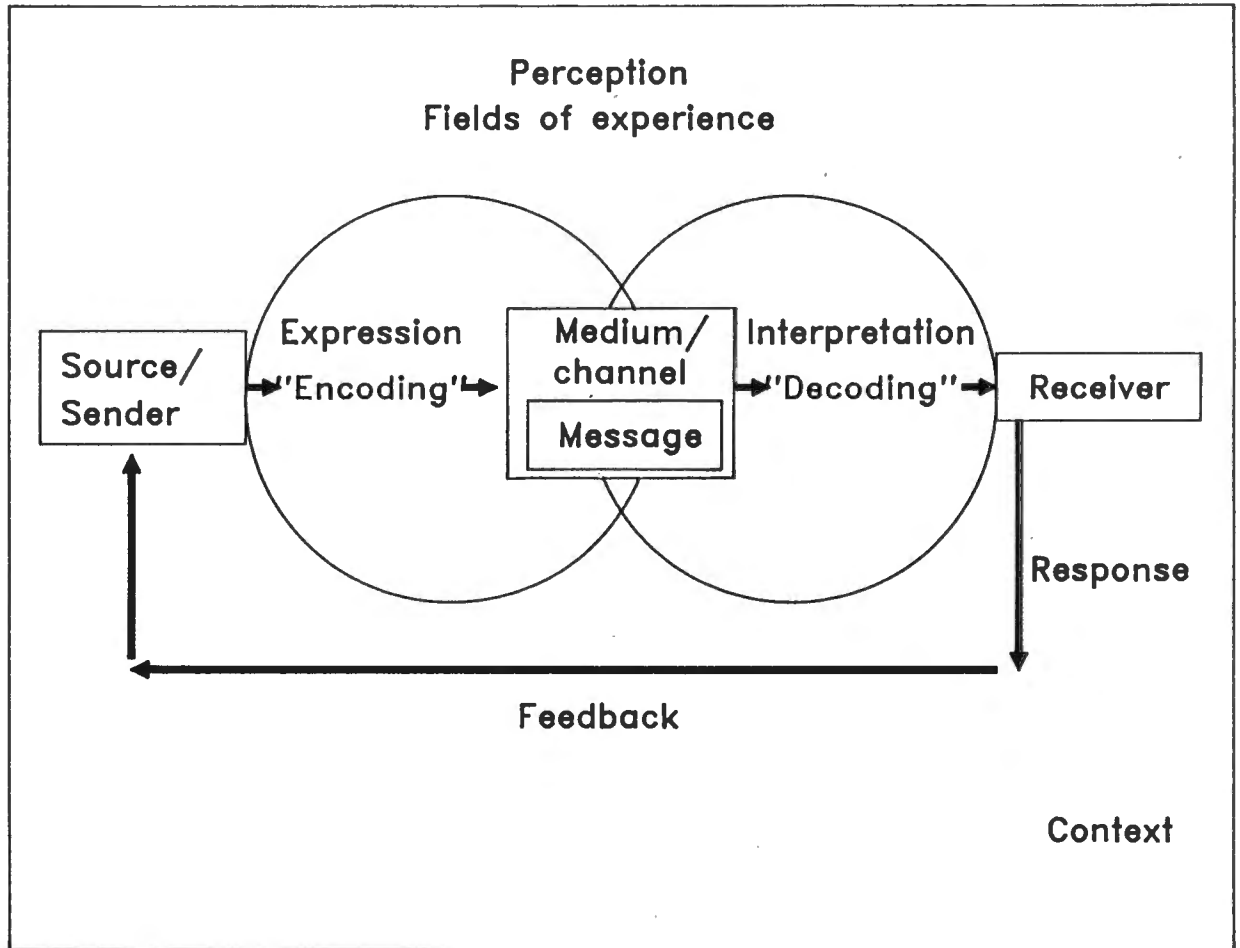 Perception
Fields of experience
Source/
Sender
Expression
"Encoding"
Medium/
channel
Message
Interpretation
"Decoding"
Receiver
Response
Feedback
Context